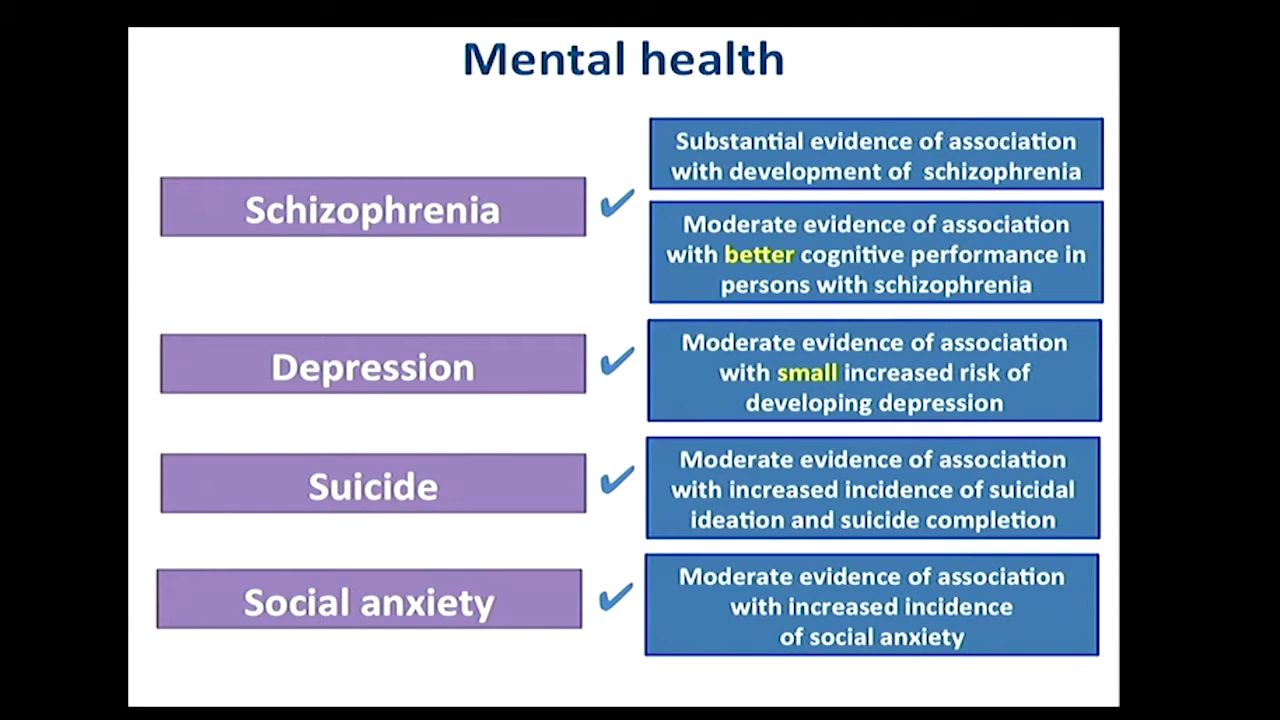 Mental health
Schizophrenia
✔
Substantial evidence of association
with development of schizophrenia
Moderate evidence of association
with better cognitive performance in
persons with schizophrenia
Depression
✔
Moderate evidence of association
with small increased risk of
developing depression
Suicide
✔
Moderate evidence of association
with increased incidence of suicidal
ideation and suicide completion
Social anxiety
✔
Moderate evidence of association
with increased incidence
of social anxiety